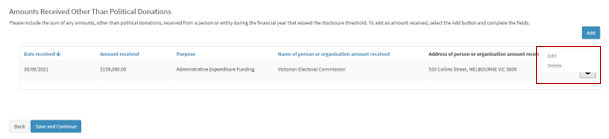 Amounts Received Other Than Political Donations
Please include the sum of any amounts, other than political donations, received from a person or entity during the financial year that exceed the disclosure threshold. To add an amount received, select the Add button and complete the fields.
Add
Date received Amount received Purpose Name of person or organisation amount received Address of person or organisation amount recei
Edit
Delete
30/06/2021 $159,000.00 Administrative Expenditure Funding Victorian Electoral Commission 530 Collins Street, MELBOURNE VIC 3000
Back Save and Continue